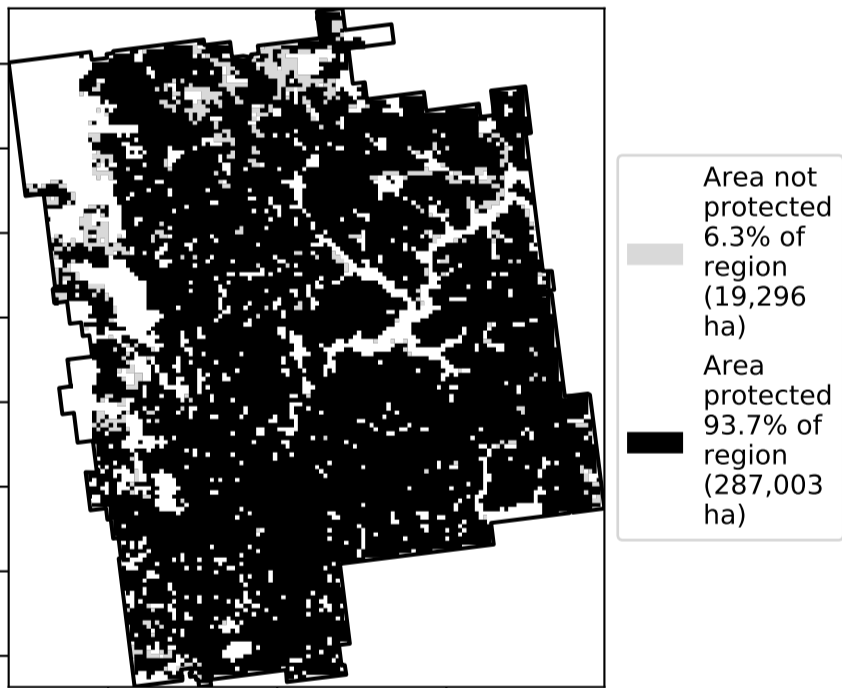 Area not
protected
6.3% of
region
(19,296
ha)
Area
protected
93.7% of
region
(287,003
ha)